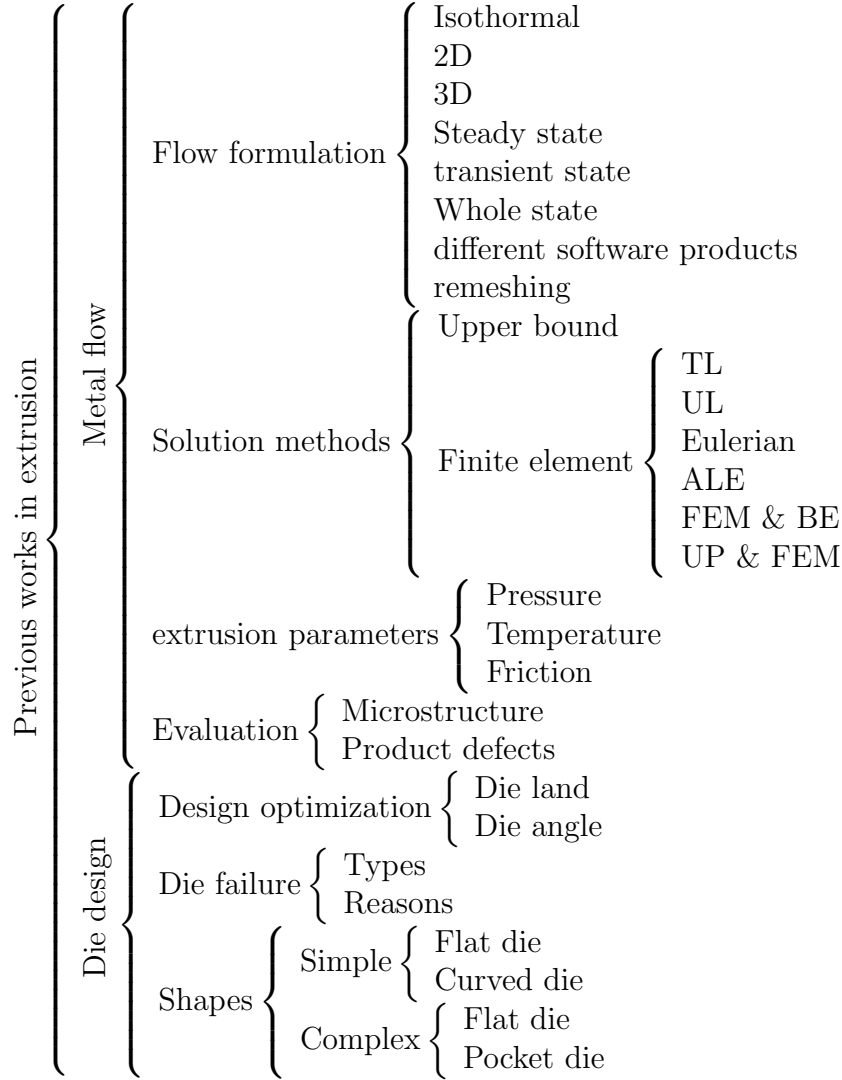 Previous works in extrusion
Metal flow
Flow formulation
Isothormal
2D
3D
Steady state
transient state
Whole state
different software products
remeshing
Solution methods
Upper bound
Finite element
TL
UL
Eulerian
ALE
FEM & BE
UP & FEM
extrusion parameters
Pressure
Temperature
Friction
Evaluation
Microstructure
Product defects
Die design
Design optimization
Die land
Die angle
Die failure
Types
Reasons
Shapes
Simple
Flat die
Curved die
Complex
Flat die
Pocket die